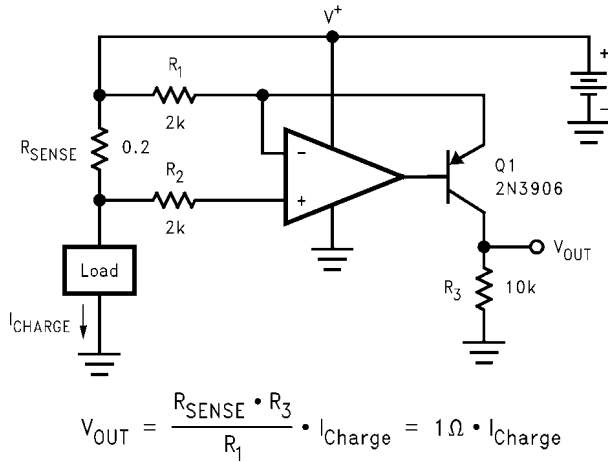 V+
+
R1
2k
−
RSENSE
0.2
R2
2k
−
+
Q1
2N3906
Load
VOUT
R3
10k
ICHARGE
VOUT = RSENSE • R3 / R1 • ICharge = 1Ω • ICharge